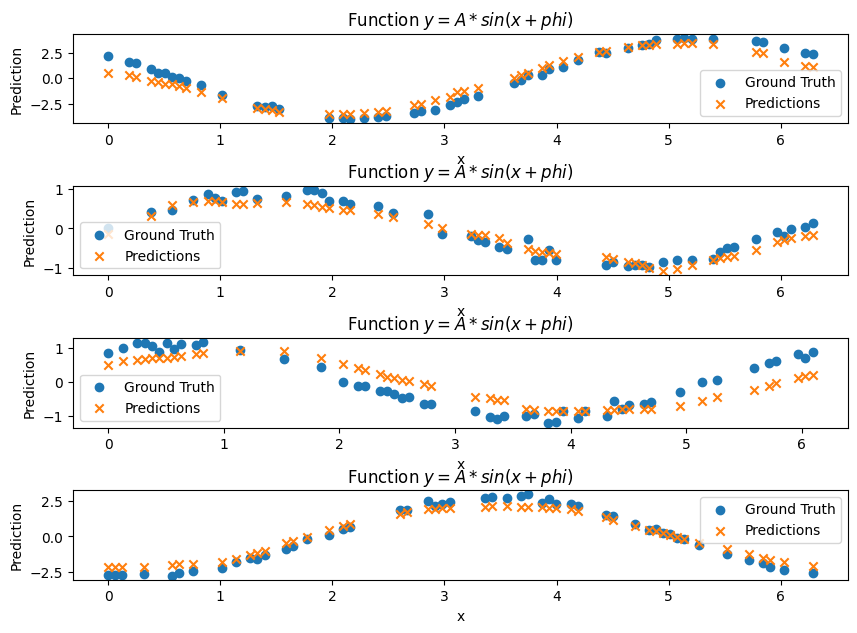 Function y = A * sin(x + phi)
Prediction
2.5
0.0
−2.5
Ground Truth
Predictions
0 1 2 3 4 5 6
x
Function y = A * sin(x + phi)
Prediction
1
0
−1
Ground Truth
Predictions
0 1 2 3 4 5 6
x
Function y = A * sin(x + phi)
Prediction
1
0
−1
Ground Truth
Predictions
0 1 2 3 4 5 6
x
Function y = A * sin(x + phi)
Prediction
2.5
0.0
−2.5
Ground Truth
Predictions
0 1 2 3 4 5 6
x